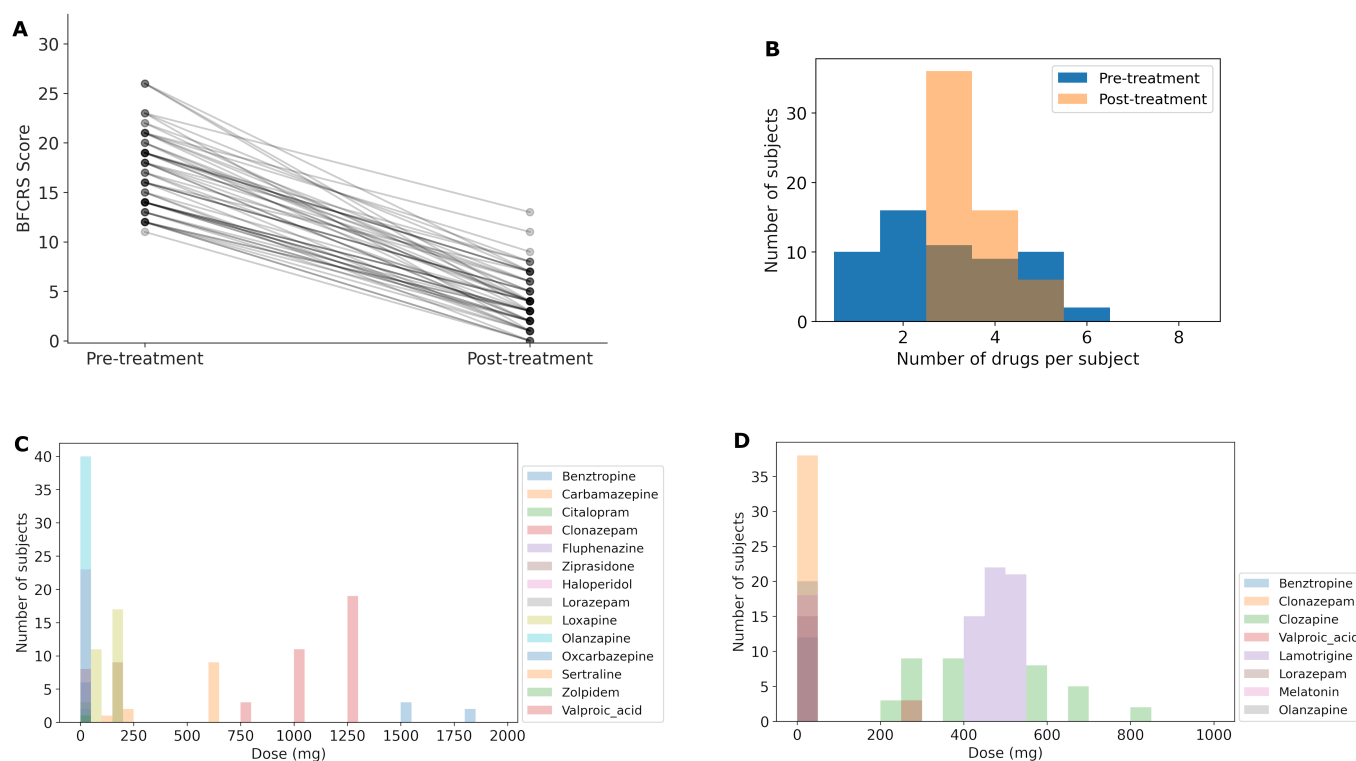 A
BFCRS Score
30
25
20
15
10
5
0
Pre-treatment
Post-treatment
B
Number of subjects
30
20
10
0
2
4
6
8
Number of drugs per subject
Pre-treatment
Post-treatment
C
Number of subjects
40
35
30
25
20
15
10
5
0
0
250
500
750
1000
1250
1500
1750
2000
Dose (mg)
Benztropine
Carbamazepine
Citalopram
Clonazepam
Fluphenazine
Ziprasidone
Haloperidol
Lorazepam
Loxapine
Olanzapine
Oxcarbazepine
Sertraline
Zolpidem
Valproic_acid
D
Number of subjects
35
30
25
20
15
10
5
0
0
200
400
600
800
1000
Dose (mg)
Benztropine
Clonazepam
Clozapine
Valproic_acid
Lamotrigine
Lorazepam
Melatonin
Olanzapine